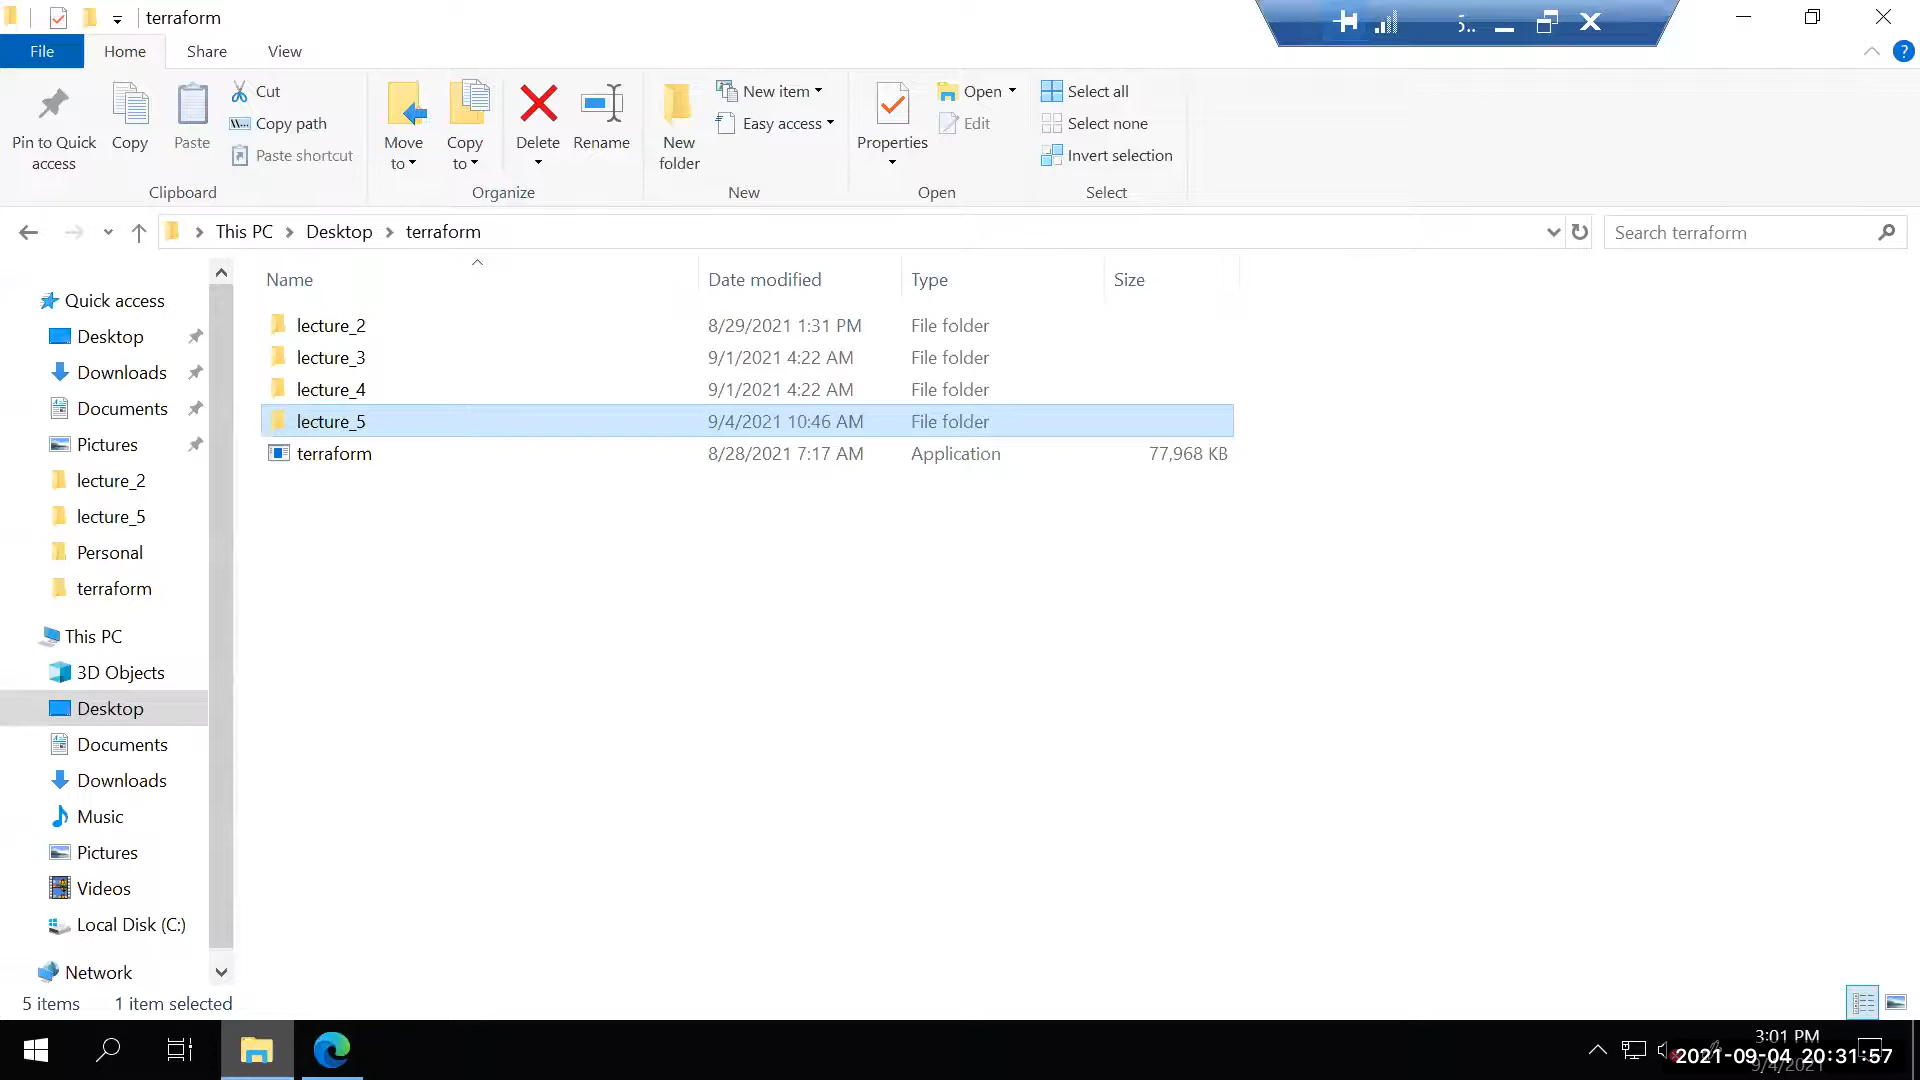 terraform
5..
File Home Share View
Pin to Quick access
Copy
Paste
Cut
Copy path
Paste shortcut
Clipboard
Move to
Copy to
Delete
Rename
Organize
New folder
New item
Easy access
New
Properties
Open
Edit
Open
Select all
Select none
Invert selection
Select
This PC > Desktop > terraform
Search terraform
Quick access
Desktop
Downloads
Documents
Pictures
lecture_2
lecture_5
Personal
terraform
This PC
3D Objects
Desktop
Documents
Downloads
Music
Pictures
Videos
Local Disk (C:)
Network
Name Date modified Type Size
lecture_2 8/29/2021 1:31 PM File folder
lecture_3 9/1/2021 4:22 AM File folder
lecture_4 9/1/2021 4:22 AM File folder
lecture_5 9/4/2021 10:46 AM File folder
terraform 8/28/2021 7:17 AM Application 77,968 KB
5 items 1 item selected
3:01 PM
2021-09-04 20:31:57
9/4/2021